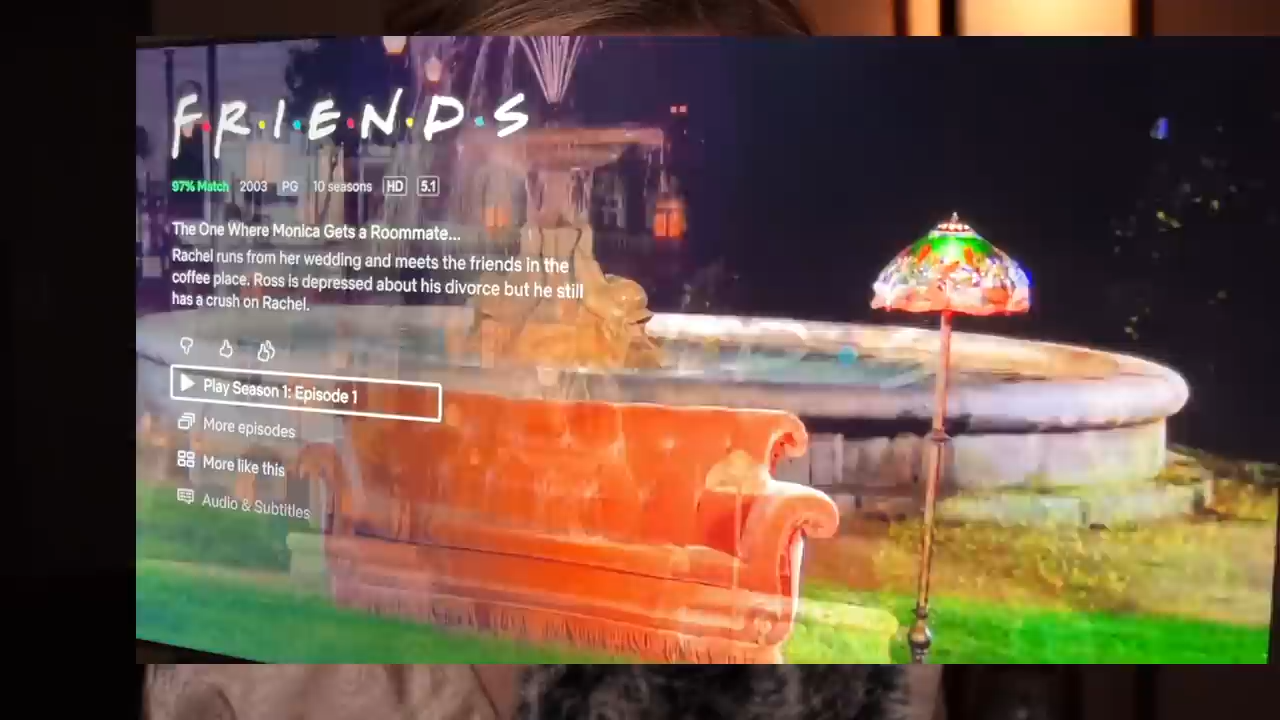 F·R·I·E·N·D·S
97% Match 2003 PG 10 seasons HD 5.1
The One Where Monica Gets a Roommate...
Rachel runs from her wedding and meets the friends in the
coffee place. Ross is depressed about his divorce but he still
has a crush on Rachel.
Play Season 1: Episode 1
More episodes
More like this
Audio & Subtitles